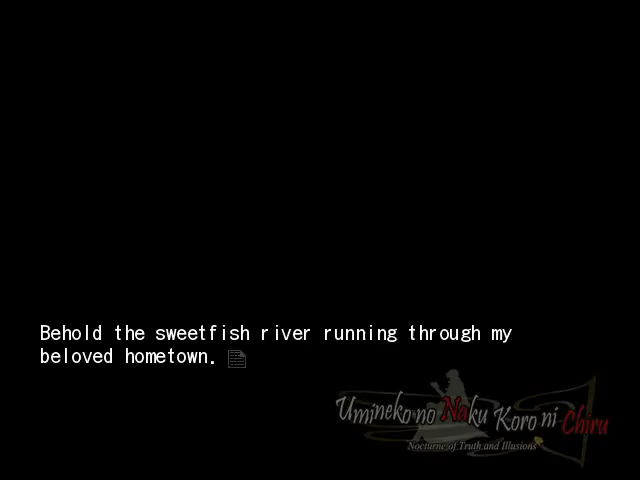 Behold the sweetfish river running through my
beloved hometown.
Umineko no Naku Koro ni Chiru
Nocturne of Truth and Illusions